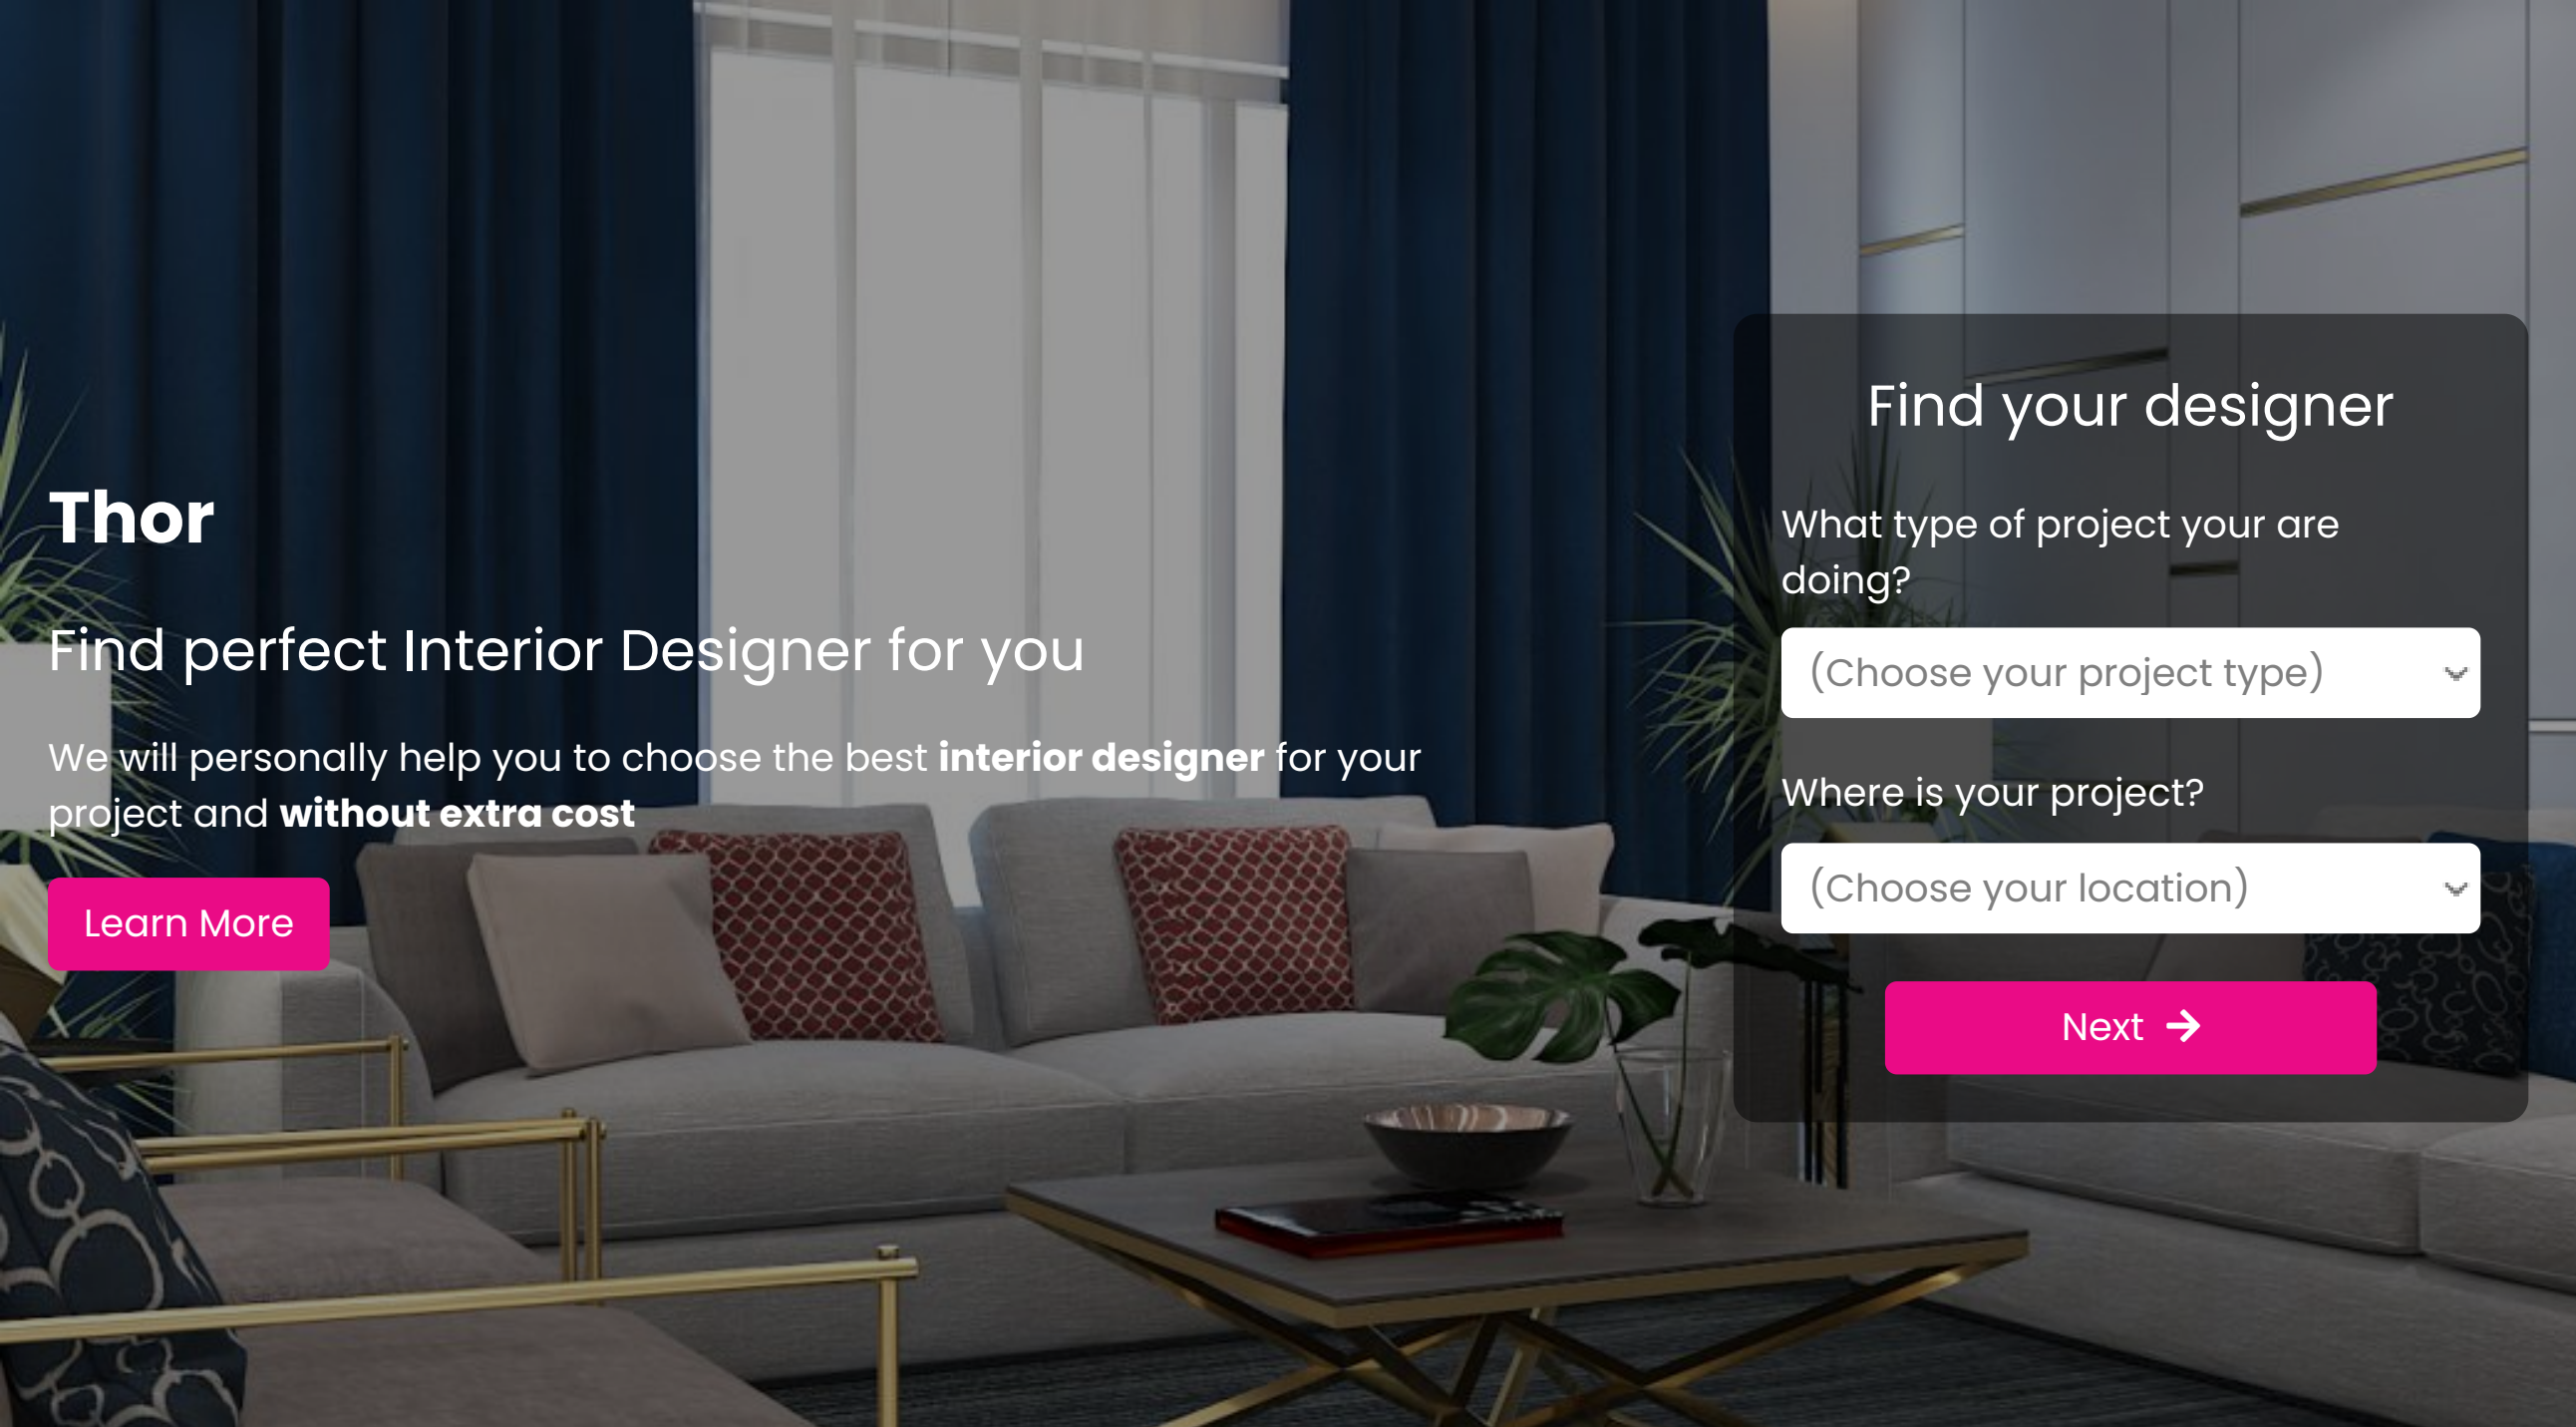 Thor
Find perfect Interior Designer for you
We will personally help you to choose the best interior designer for your
project and without extra cost
Learn More
Find your designer
What type of project your are
doing?
(Choose your project type)
Where is your project?
(Choose your location)
Next